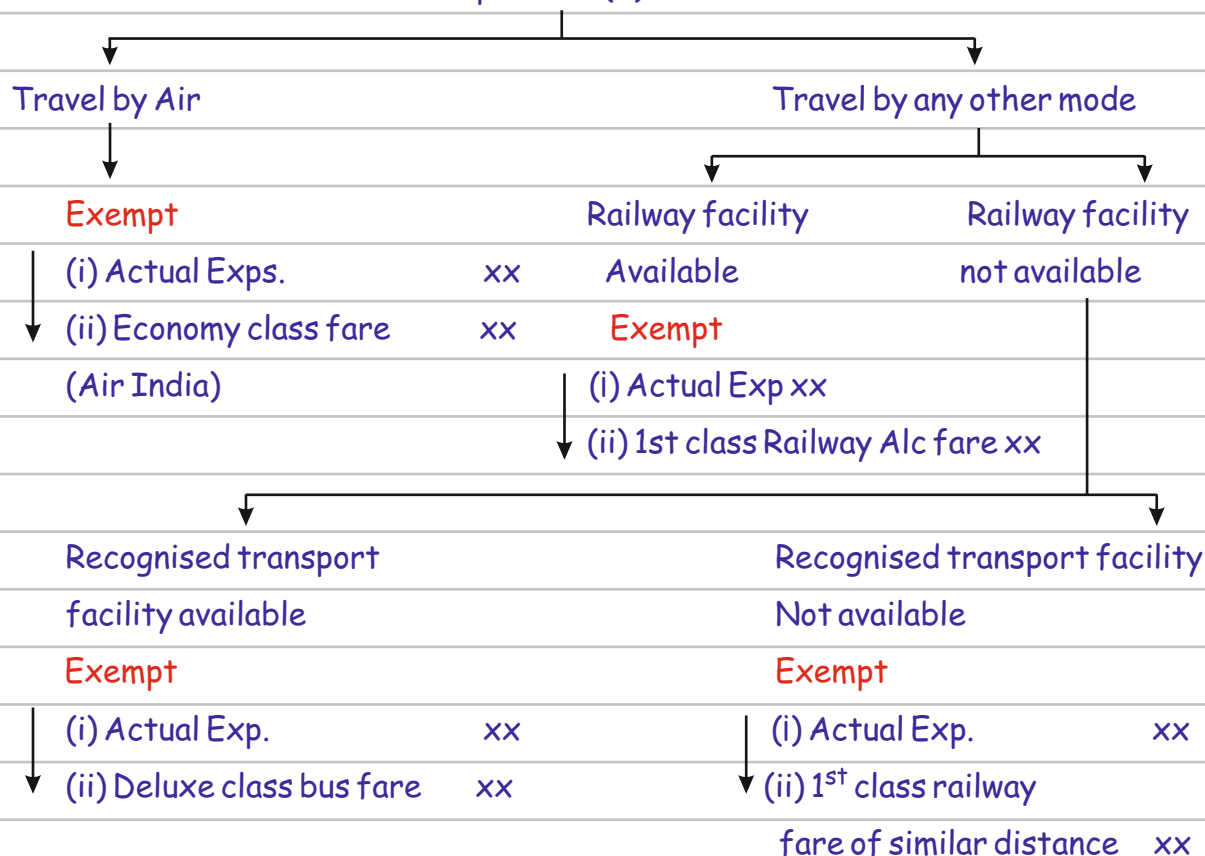 Travel by Air
Travel by any other mode
Exempt
(i) Actual Exps. xx
(ii) Economy class fare xx
(Air India)
Railway facility
Available
Exempt
(i) Actual Exp xx
(ii) 1st class Railway Alc fare xx
Railway facility
not available
Recognised transport
facility available
Exempt
(i) Actual Exp. xx
(ii) Deluxe class bus fare xx
Recognised transport facility
Not available
Exempt
(i) Actual Exp. xx
(ii) 1st class railway
fare of similar distance xx